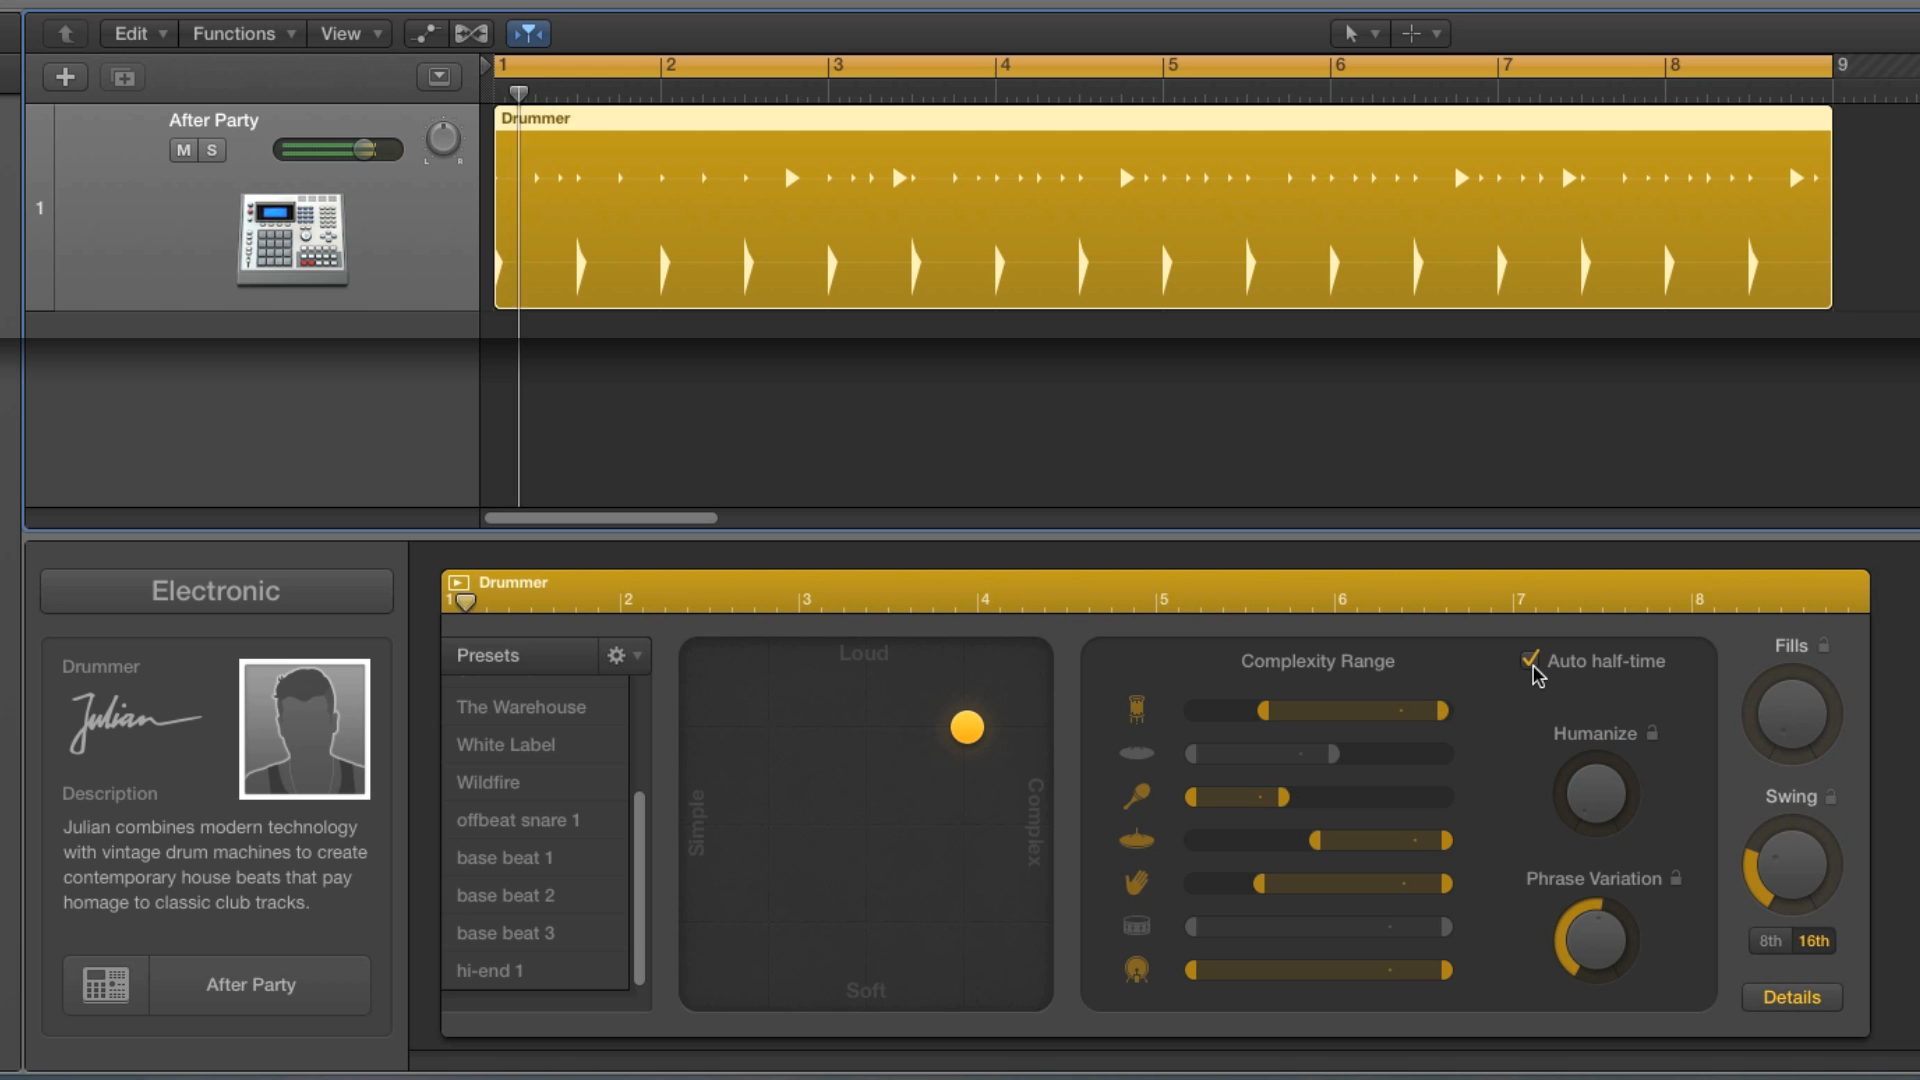 Edit
Functions
View
1 2 3 4 5 6 7 8 9
After Party
M S
L R
1
Drummer
Electronic
Drummer
Julian
Description
Julian combines modern technology
with vintage drum machines to create
contemporary house beats that pay
homage to classic club tracks.
After Party
Drummer
1 2 3 4 5 6 7 8
Presets
The Warehouse
White Label
Wildfire
offbeat snare 1
base beat 1
base beat 2
base beat 3
hi-end 1
Loud
Simple
Complex
Soft
Complexity Range
Auto half-time
Humanize
Phrase Variation
Fills
Swing
8th 16th
Details